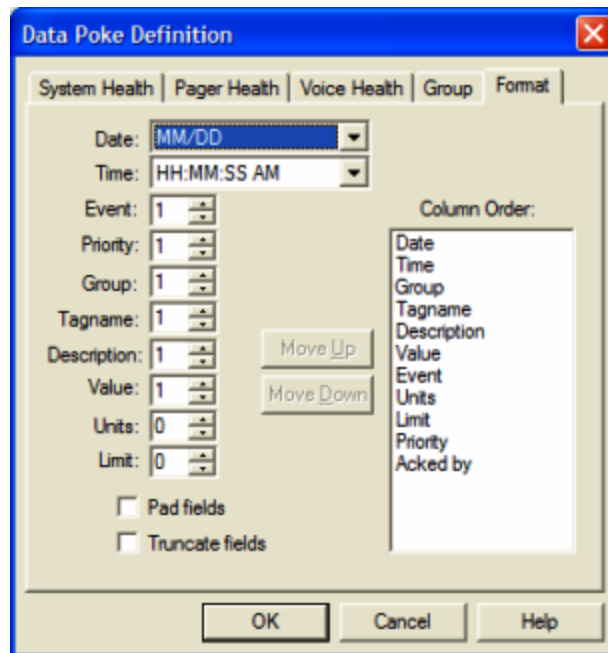 Data Poke Definition
System Health Pager Health Voice Health Group Format
Date: MM/DD
Time: HH:MM:SS AM
Event: 1
Priority: 1
Group: 1
Tagname: 1
Description: 1
Value: 1
Units: 0
Limit: 0
Pad fields
Truncate fields
Move Up
Move Down
Column Order:
Date
Time
Group
Tagname
Description
Value
Event
Units
Limit
Priority
Acked by
OK Cancel Help